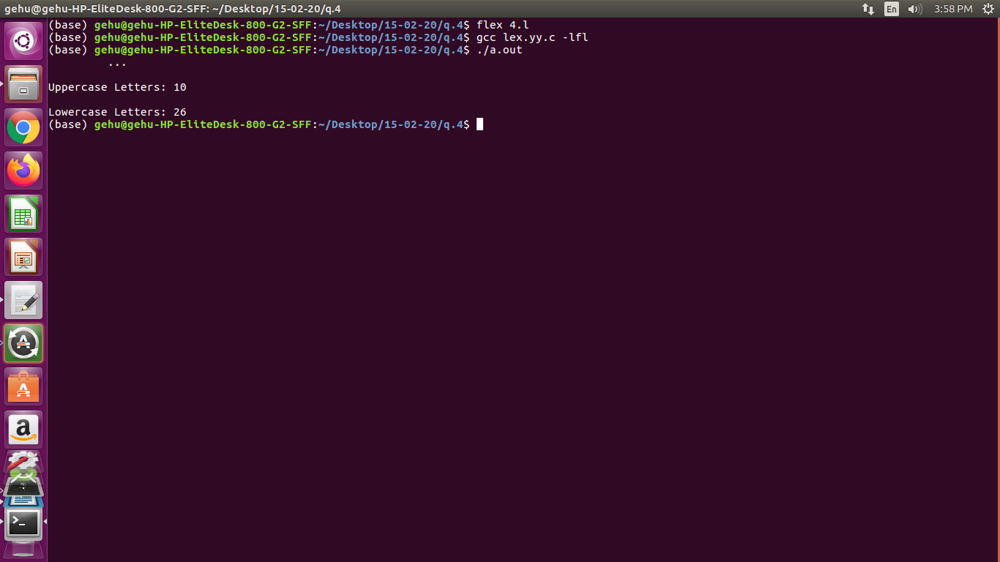 gehu@gehu-HP-EliteDesk-800-G2-SFF: ~/Desktop/15-02-20/q.4 En 3:58 PM
(base) gehu@gehu-HP-EliteDesk-800-G2-SFF:~/Desktop/15-02-20/q.4$ flex 4.l
(base) gehu@gehu-HP-EliteDesk-800-G2-SFF:~/Desktop/15-02-20/q.4$ gcc lex.yy.c -lfl
(base) gehu@gehu-HP-EliteDesk-800-G2-SFF:~/Desktop/15-02-20/q.4$ ./a.out
...
Uppercase Letters: 10
Lowercase Letters: 26
(base) gehu@gehu-HP-EliteDesk-800-G2-SFF:~/Desktop/15-02-20/q.4$